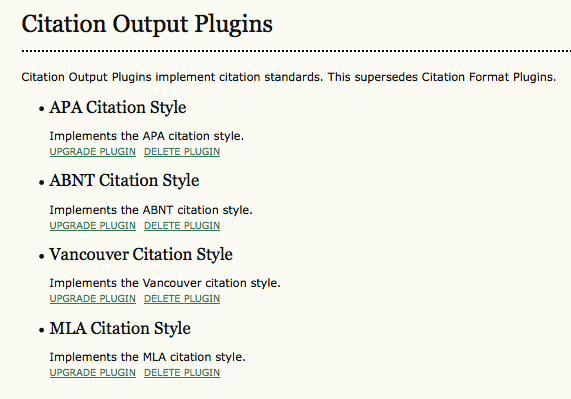 Citation Output Plugins
Citation Output Plugins implement citation standards. This supersedes Citation Format Plugins.
• APA Citation Style
Implements the APA citation style.
UPGRADE PLUGIN DELETE PLUGIN
• ABNT Citation Style
Implements the ABNT citation style.
UPGRADE PLUGIN DELETE PLUGIN
• Vancouver Citation Style
Implements the Vancouver citation style.
UPGRADE PLUGIN DELETE PLUGIN
• MLA Citation Style
Implements the MLA citation style.
UPGRADE PLUGIN DELETE PLUGIN